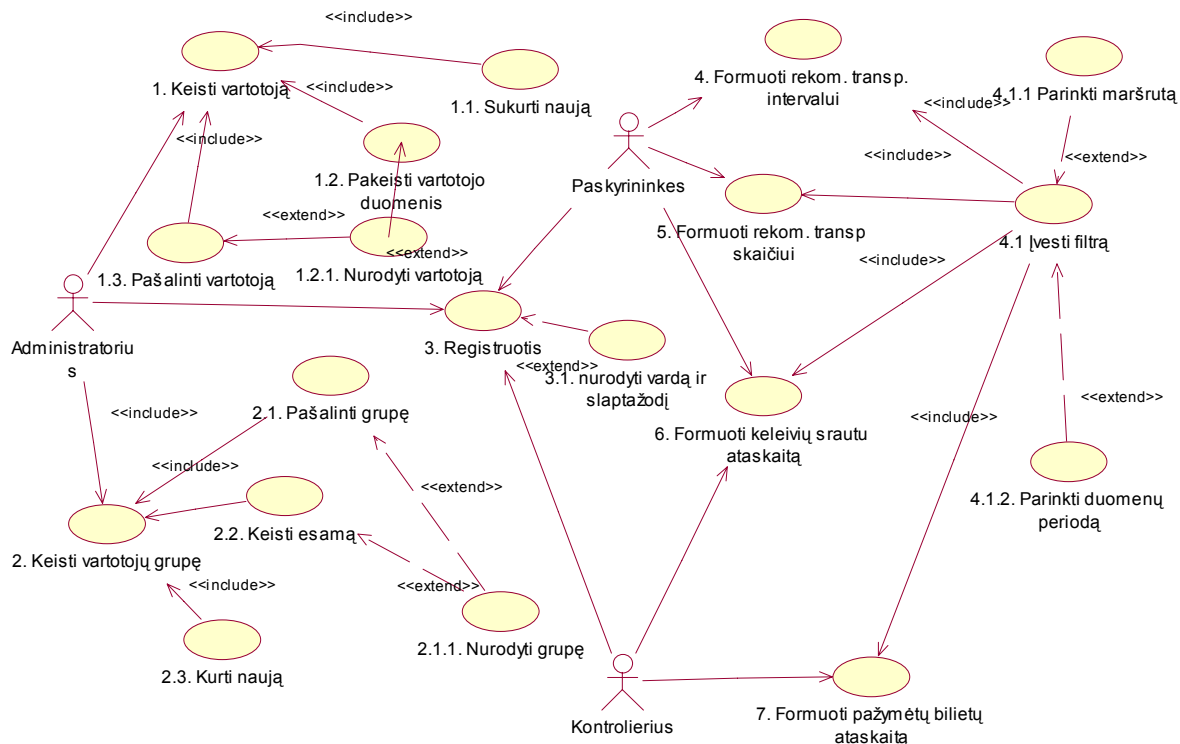 <<include>>
1. Keisti vartotoją
<<include>>
1.1. Sukurti naują
<<include>>
1.2. Pakeisti vartotojo
duomenis
<<extend>>
1.3. Pašalinti vartotoją
<<extend>>
1.2.1. Nurodyti vartotoją
4. Formuoti rekom. transp.
intervalui
4.1.1 Parinkti maršrutą
<<include>>
<<include>>
<<extend>>
Paskyrininkes
5. Formuoti rekom. transp
skaičiui
4.1 Įvesti filtrą
<<include>>
Administratoriu
s
3. Registruotis
<<extend>>
3.1. nurodyti vardą ir
slaptažodį
<<include>>
2.1. Pašalinti grupę
<<include>>
<<extend>>
6. Formuoti keleivių srautu
ataskaitą
<<include>>
<<extend>>
4.1.2. Parinkti duomenų
periodą
2. Keisti vartotojų grupę
2.2. Keisti esamą
<<include>>
<<extend>>
2.3. Kurti naują
2.1.1. Nurodyti grupę
Kontrolierius
7. Formuoti pažymėtų bilietų
ataskaita